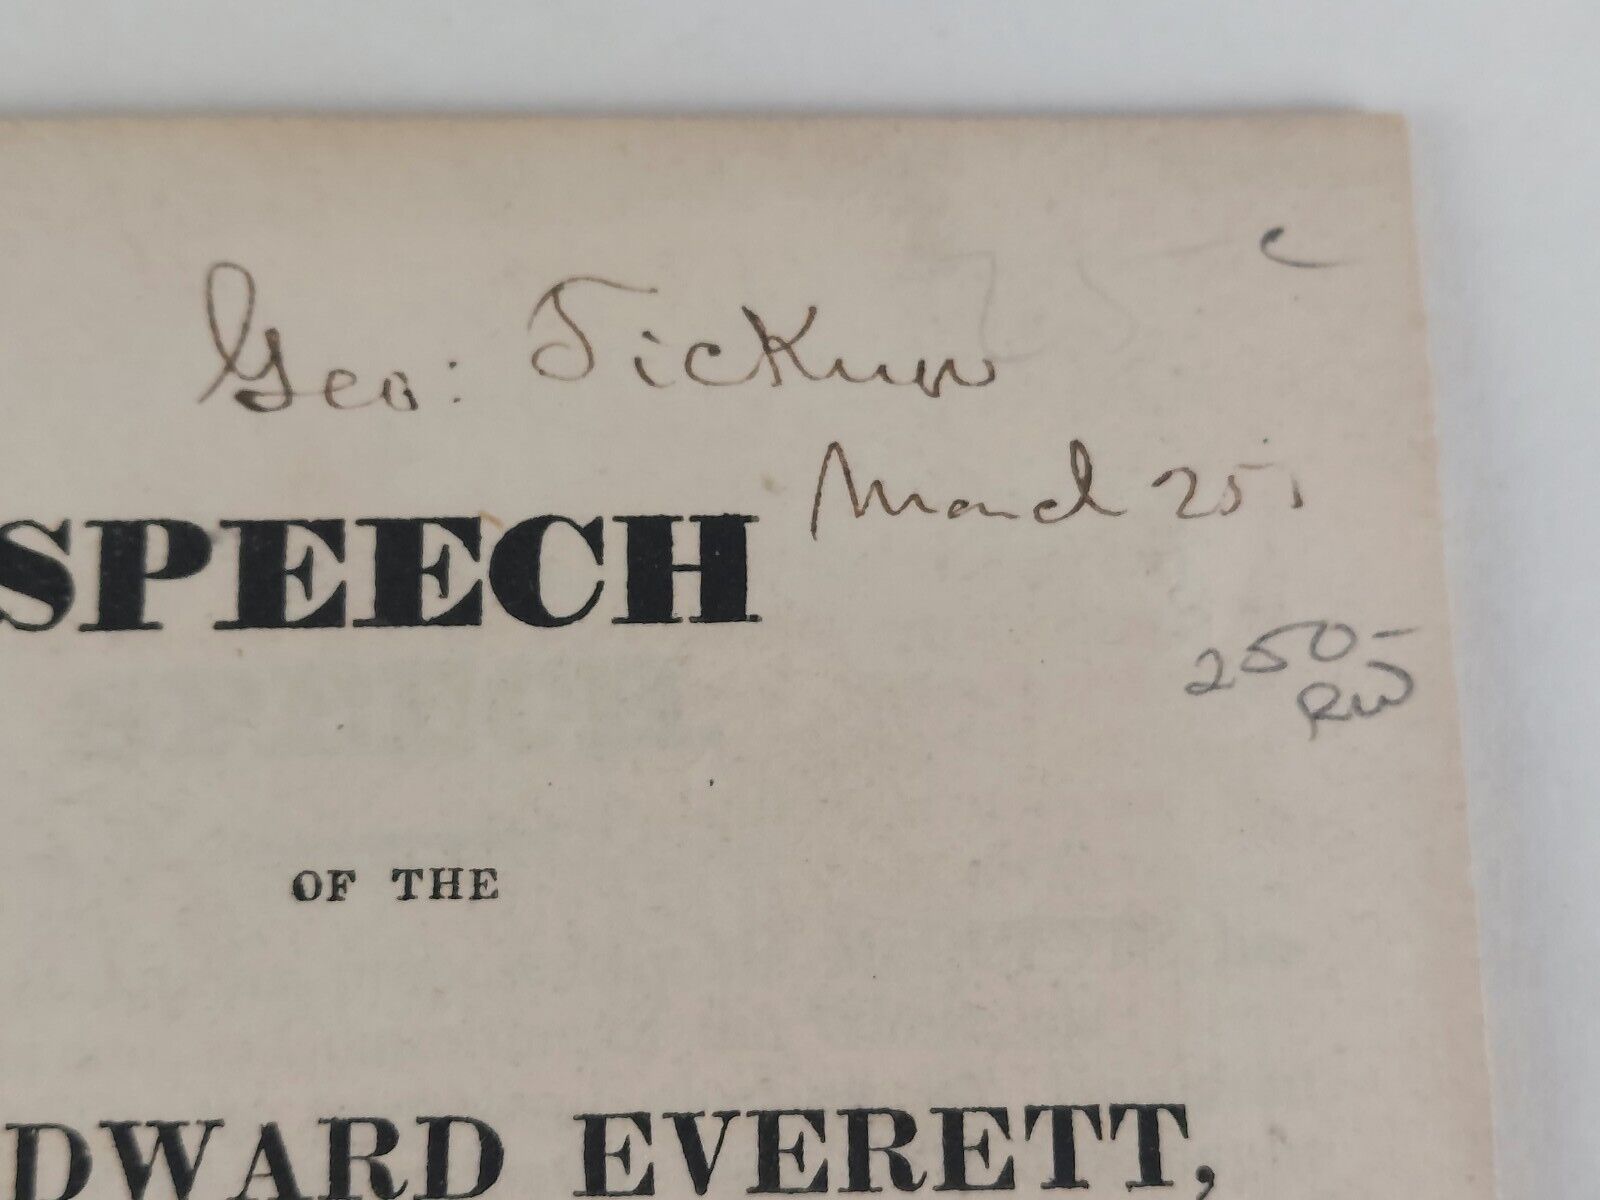 Geo: Ticknor
March 25
SPEECH
250-
RW
OF THE
DWARD EVERETT,